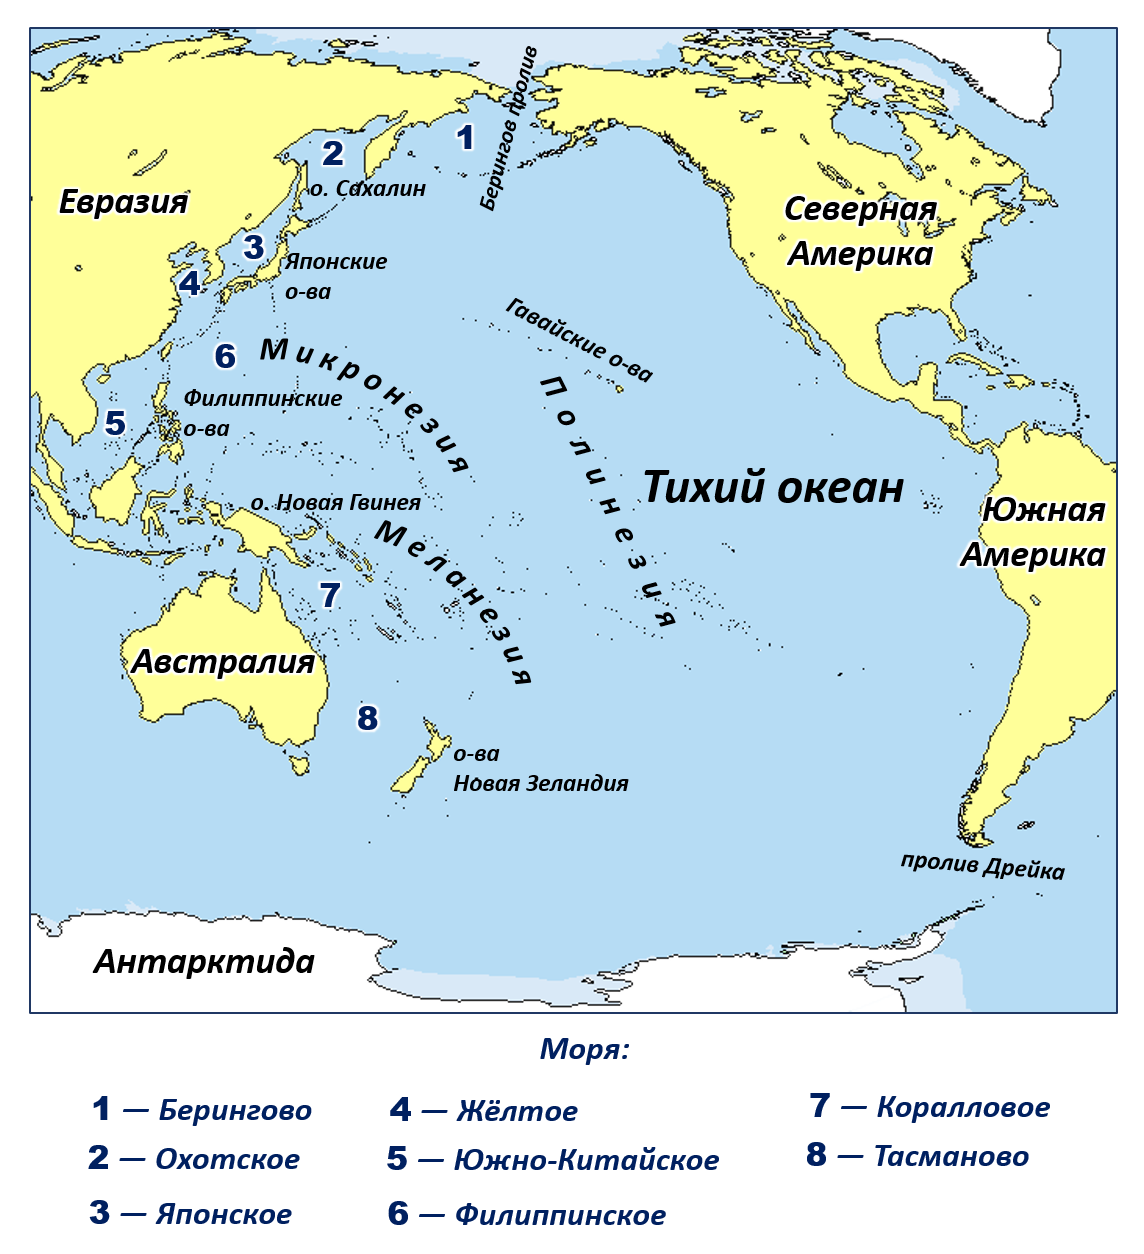 Берингов пролив
1
2
о. Сахалин
Евразия
Северная
Америка
3
4
Японские
о-ва
Гавайские о-ва
6
Микронезия
Полинезия
Филиппинские
о-ва
5
Тихий океан
о. Новая Гвинея
Южная
Америка
Меланезия
7
Австралия
8
о-ва
Новая Зеландия
пролив Дрейка
Антарктида
Моря:
1 — Берингово
2 — Охотское
3 — Японское
4 — Жёлтое
5 — Южно-Китайское
6 — Филиппинское
7 — Коралловое
8 — Тасманово